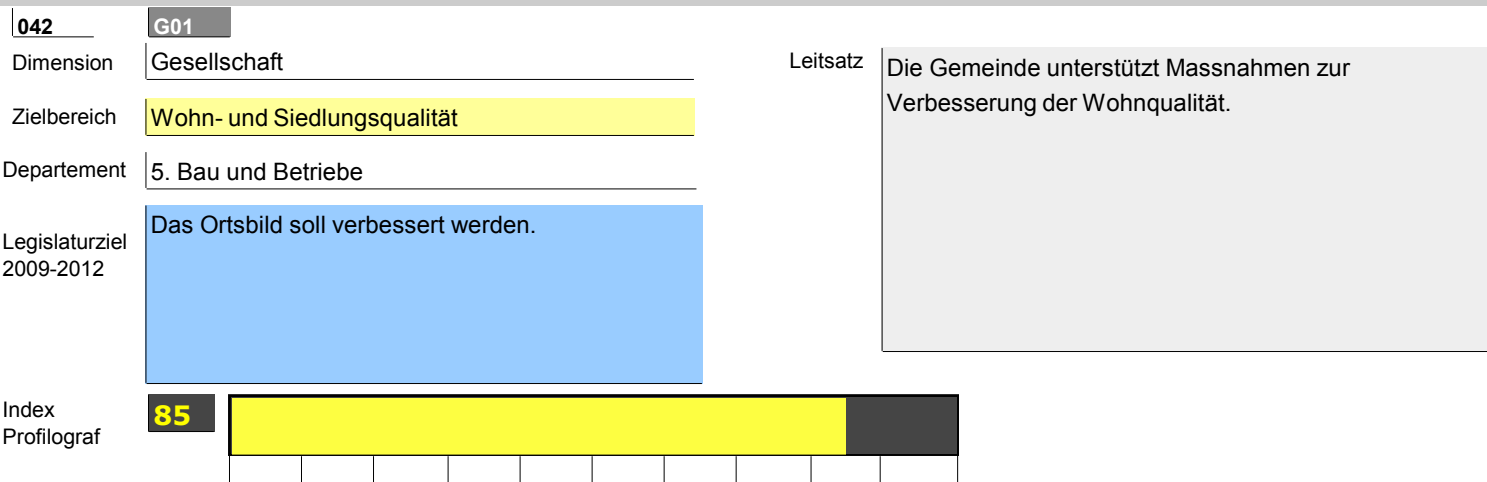 042 G01
Dimension Gesellschaft
Zielbereich Wohn- und Siedlungsqualität
Departement 5. Bau und Betriebe
Legislaturziel
2009-2012
Das Ortsbild soll verbessert werden.
Leitsatz Die Gemeinde unterstützt Massnahmen zur
Verbesserung der Wohnqualität.
Index
Profilograf
85